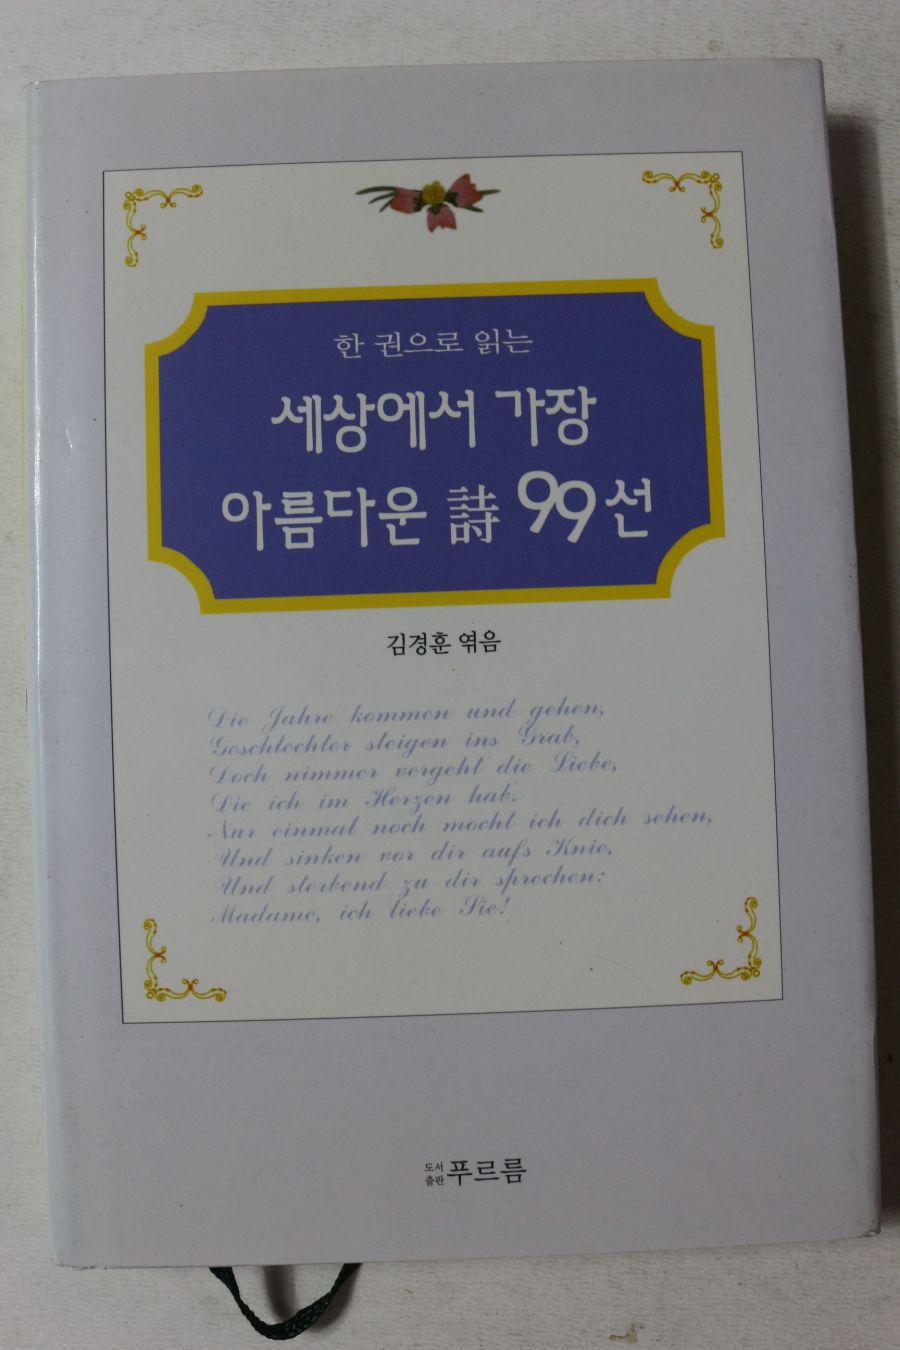 한 권으로 읽는
세상에서 가장
아름다운 詩 99선
김경훈 엮음
Die Jahre kommen und gehen,
Geschlechter steigen ins Grab,
Doch nimmer vergeht die Liebe,
Die ich im Herzen hab.
Nur einmal noch mocht ich dich sehen,
Und sinken vor dir aufs Knie,
Und sterbend zu dir sprechen:
Madame, ich liebe Sie!
도서출판 푸르름